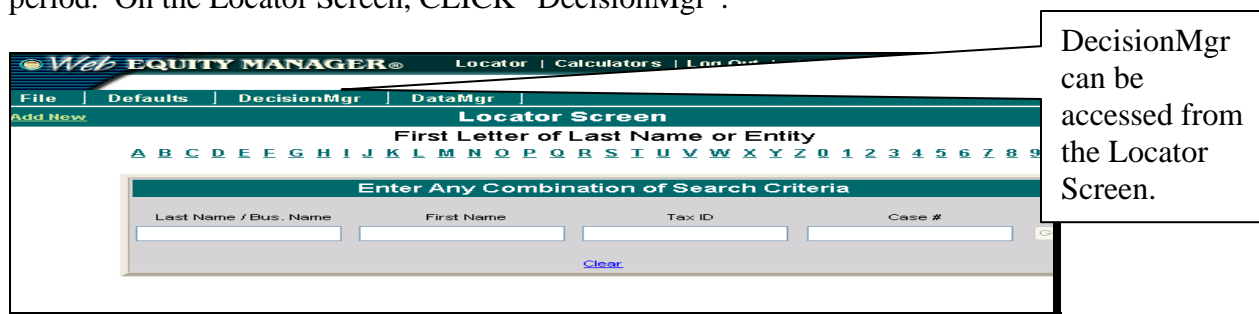 period. On the Locator Screen, CLICK "DecisionMgr".
Web EQUITY MANAGER® Locator | Calculators | Log Out
File | Defaults | DecisionMgr | DataMgr |
Add New Locator Screen
First Letter of Last Name or Entity
A B C D E F G H I J K L M N O P Q R S T U V W X Y Z 0 1 2 3 4 5 6 7 8 9
Enter Any Combination of Search Criteria
Last Name / Bus. Name First Name Tax ID Case #
Clear
DecisionMgr
can be
accessed from
the Locator
Screen.